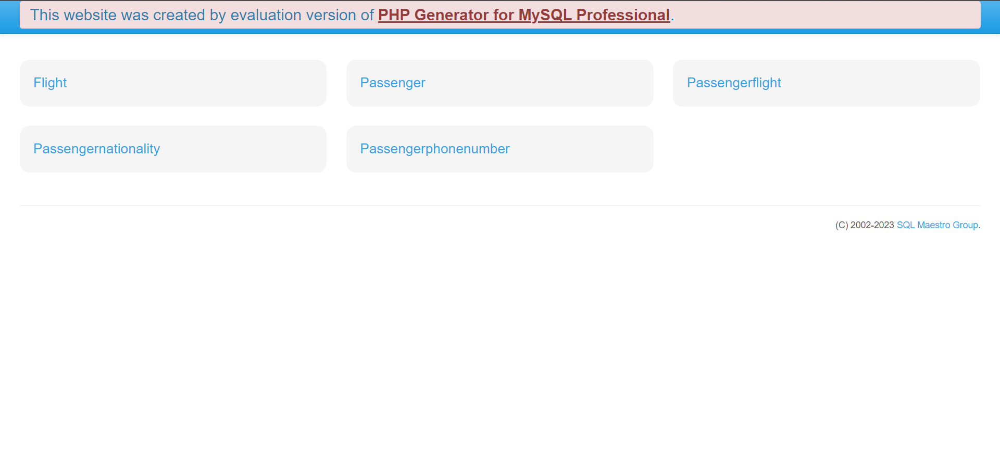 This website was created by evaluation version of PHP Generator for MySQL Professional.
Flight
Passenger
Passengerflight
Passengernationality
Passengerphonenumber
(C) 2002-2023 SQL Maestro Group.